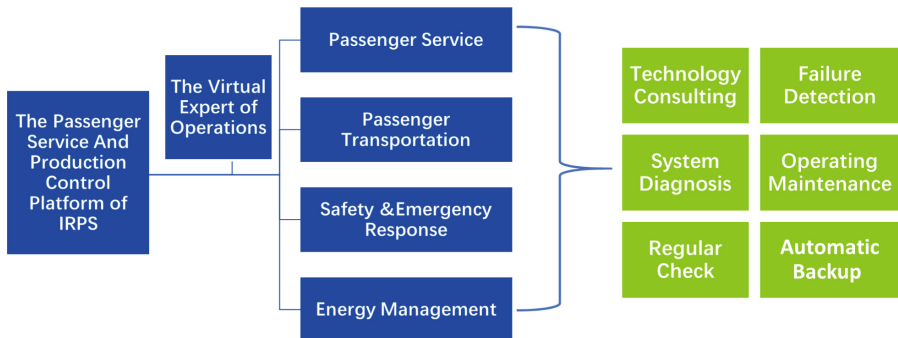 The Passenger
Service And
Production
Control
Platform of
IRPS
The Virtual
Expert of
Operations
Passenger Service
Passenger
Transportation
Safety &Emergency
Response
Energy Management
Technology
Consulting
Failure
Detection
System
Diagnosis
Operating
Maintenance
Regular
Check
Automatic
Backup